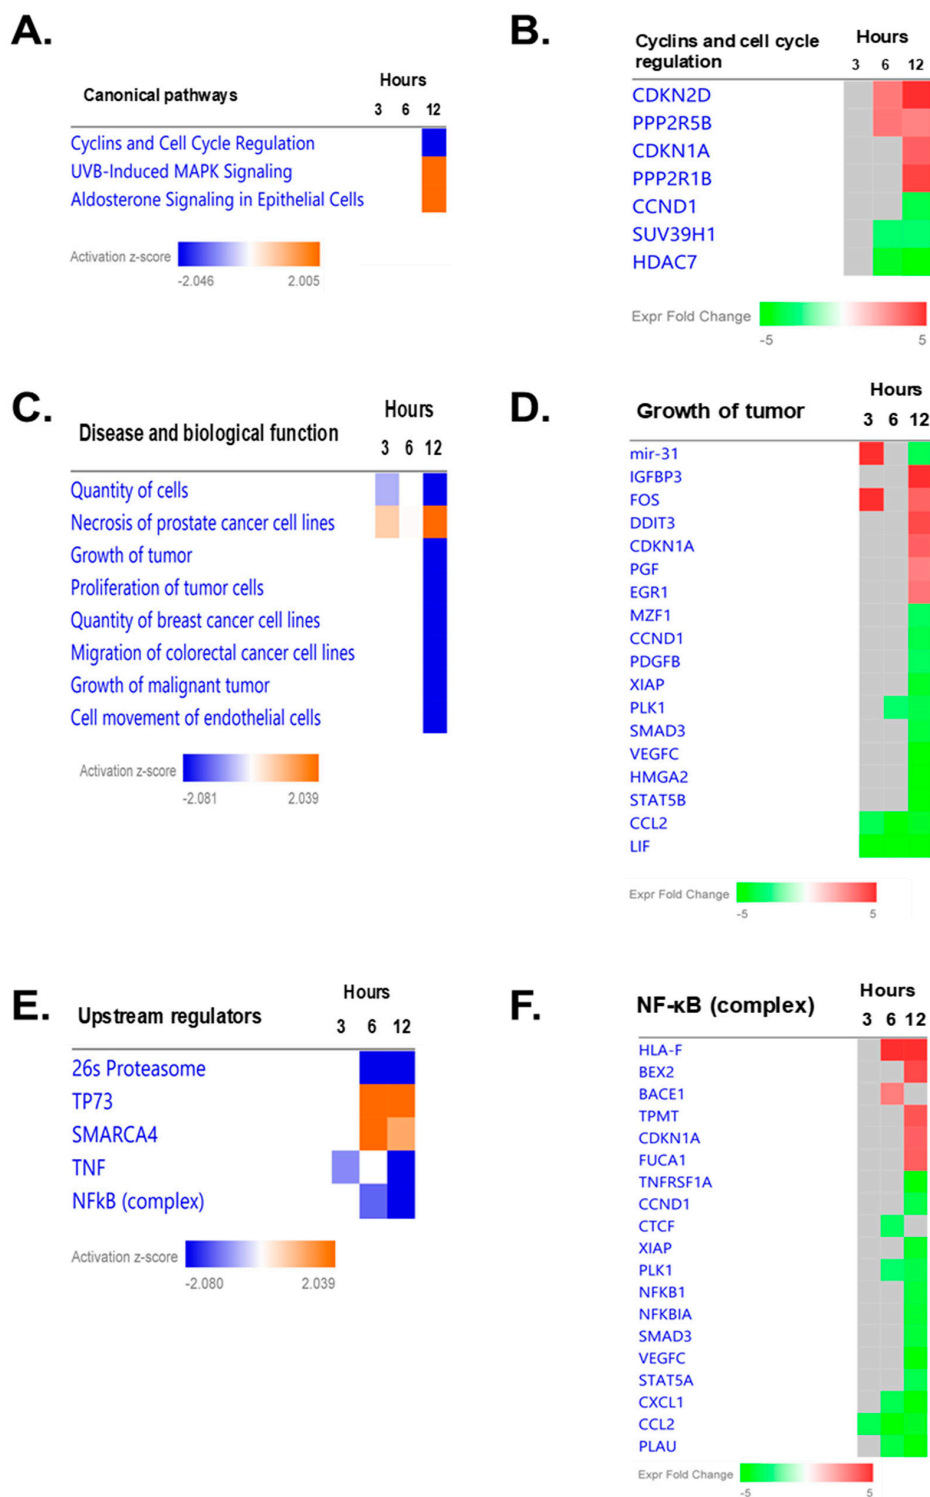 A.
Canonical pathways
Hours
3 6 12
Cyclins and Cell Cycle Regulation
UVB-Induced MAPK Signaling
Aldosterone Signaling in Epithelial Cells
Activation z-score
-2.046 2.005
B.
Cyclins and cell cycle
regulation
Hours
3 6 12
CDKN2D
PPP2R5B
CDKN1A
PPP2R1B
CCND1
SUV39H1
HDAC7
Expr Fold Change
-5 5
C.
Disease and biological function
Hours
3 6 12
Quantity of cells
Necrosis of prostate cancer cell lines
Growth of tumor
Proliferation of tumor cells
Quantity of breast cancer cell lines
Migration of colorectal cancer cell lines
Growth of malignant tumor
Cell movement of endothelial cells
Activation z-score
-2.081 2.039
D.
Growth of tumor
Hours
3 6 12
mir-31
IGFBP3
FOS
DDIT3
CDKN1A
PGF
EGR1
MZF1
CCND1
PDGFB
XIAP
PLK1
SMAD3
VEGFC
HMGA2
STAT5B
CCL2
LIF
Expr Fold Change
-5 5
E.
Upstream regulators
Hours
3 6 12
26s Proteasome
TP73
SMARCA4
TNF
NFkB (complex)
Activation z-score
-2.080 2.039
F.
NF-κB (complex)
Hours
3 6 12
HLA-F
BEX2
BACE1
TPMT
CDKN1A
FUCA1
TNFRSF1A
CCND1
CTCF
XIAP
PLK1
NFKB1
NFKBIA
SMAD3
VEGFC
STAT5A
CXCL1
CCL2
PLAU
Expr Fold Change
-5 5